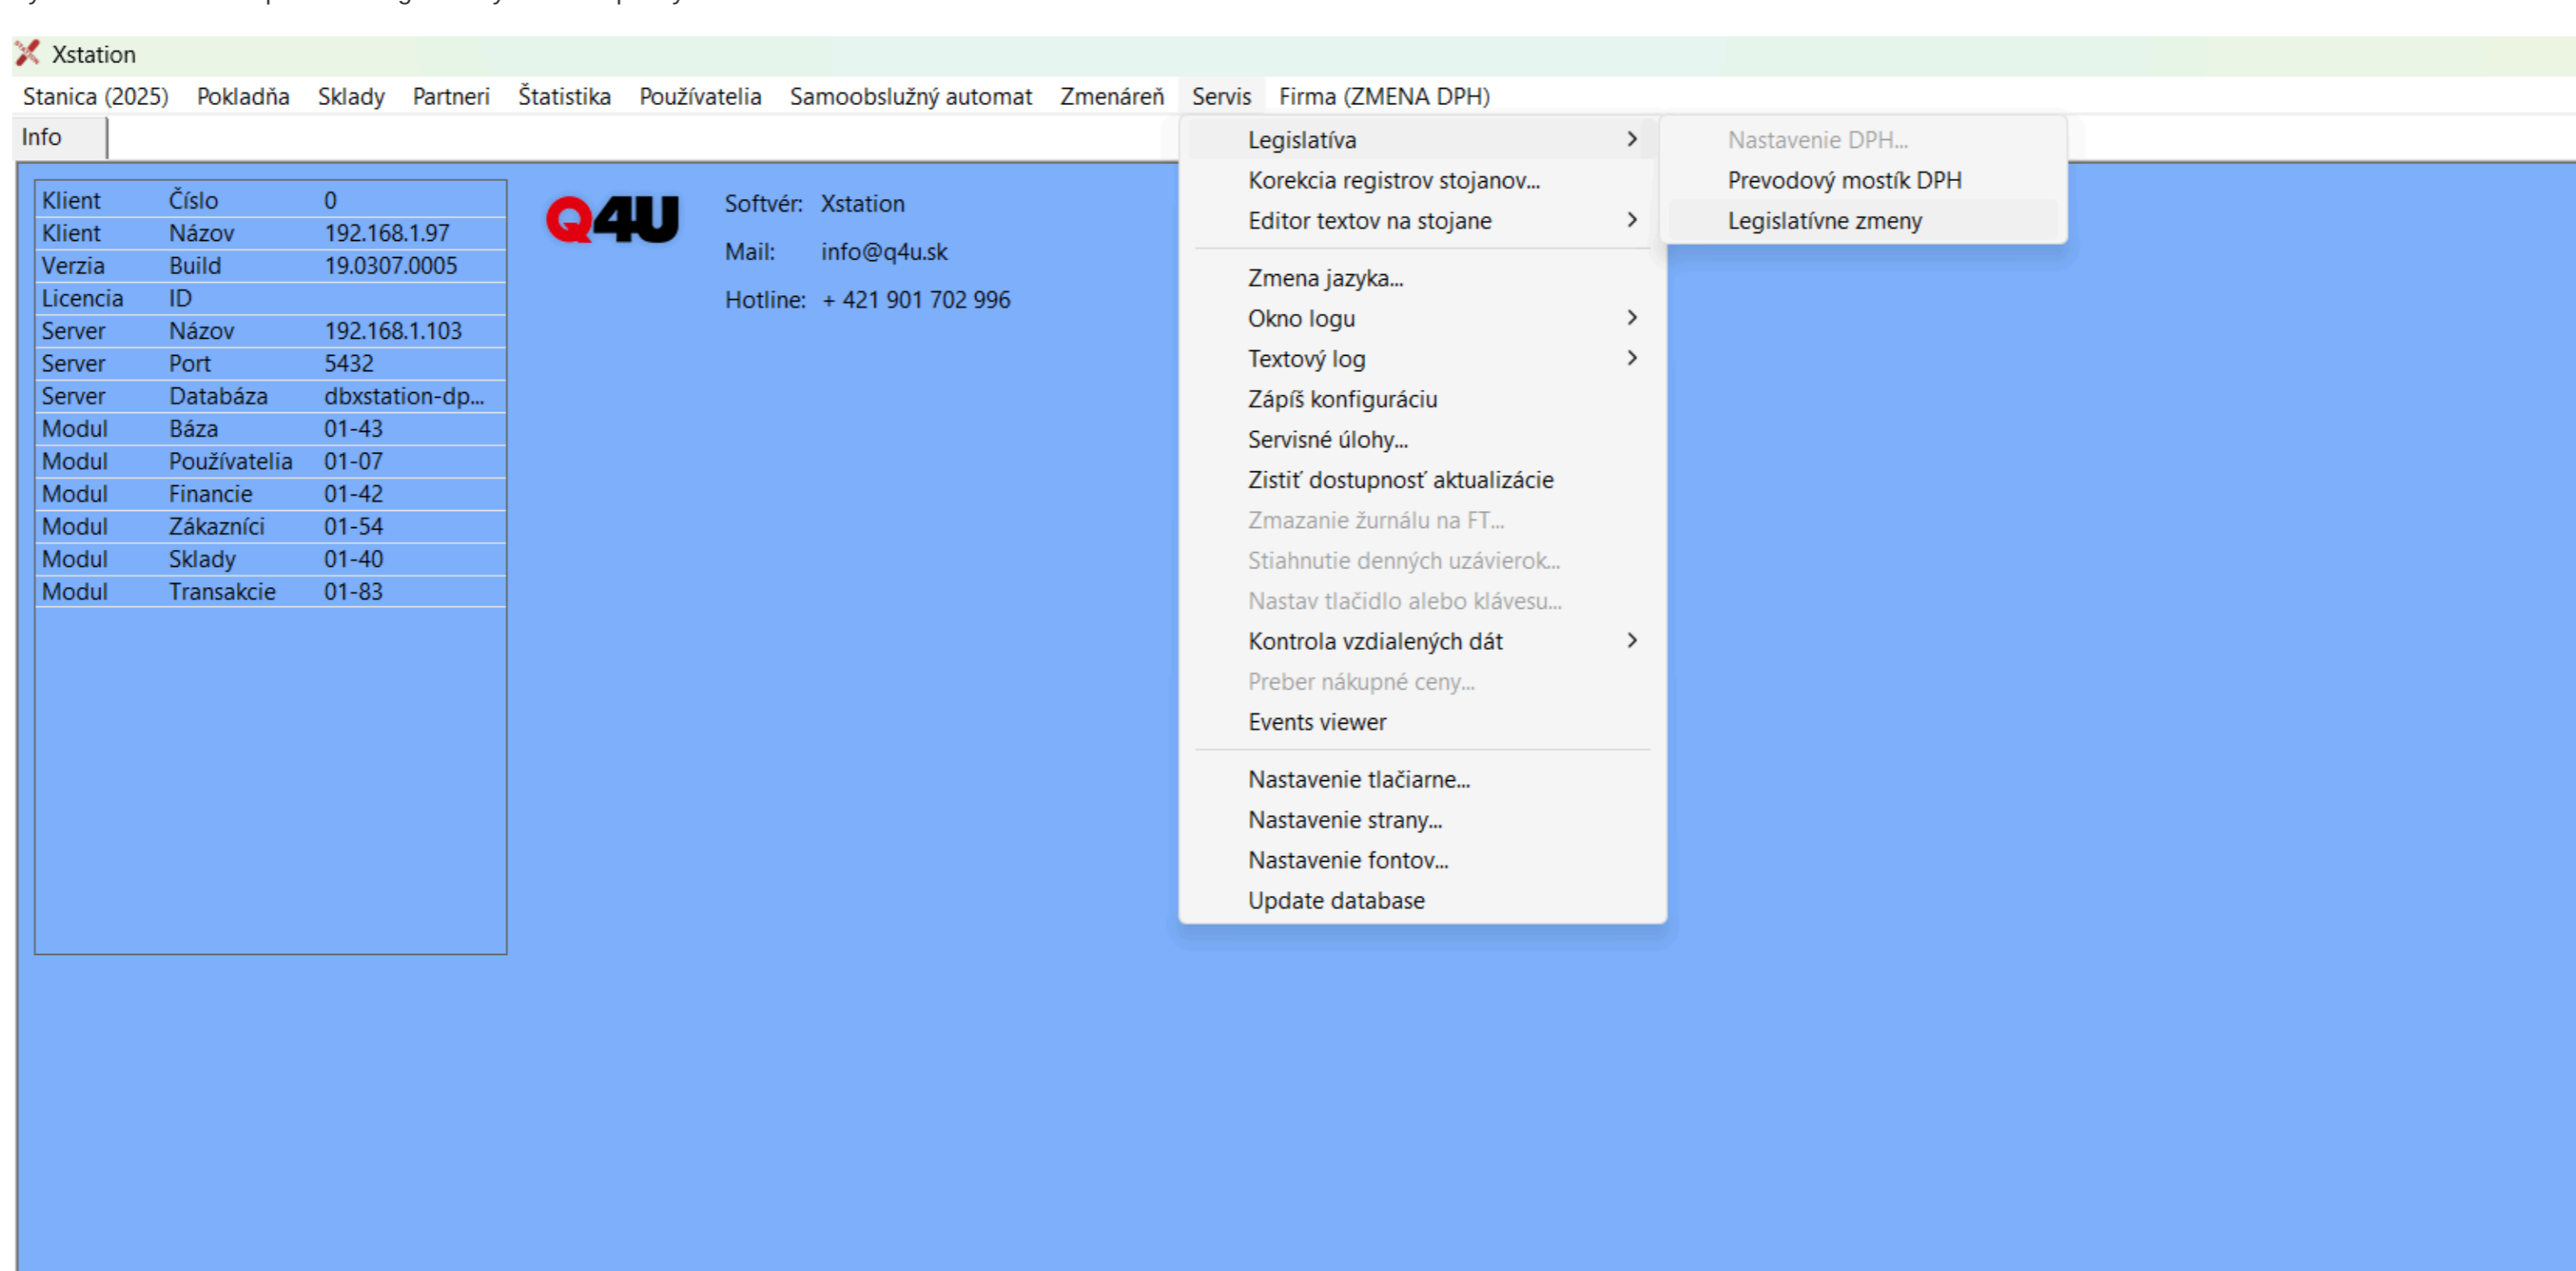 Xstation
Stanica (2025) Pokladňa Sklady Partneri Štatistika Používatelia Samoobslužný automat Zmenáreň Servis Firma (ZMENA DPH)
Info
Klient Číslo 0
Klient Názov 192.168.1.97
Verzia Build 19.0307.0005
Licencia ID
Server Názov 192.168.1.103
Server Port 5432
Server Databáza dbxstation-dp...
Modul Báza 01-43
Modul Používatelia 01-07
Modul Financie 01-42
Modul Zákazníci 01-54
Modul Sklady 01-40
Modul Transakcie 01-83
Q4U
Softvér: Xstation
Mail: info@q4u.sk
Hotline: + 421 901 702 996
Legislatíva
Korekcia registrov stojanov...
Editor textov na stojane
Zmena jazyka...
Okno logu
Textový log
Zápíš konfiguráciu
Servisné úlohy...
Zistiť dostupnosť aktualizácie
Zmazanie žurnálu na FT...
Stiahnutie denných uzávierok...
Nastav tlačidlo alebo klávesu...
Kontrola vzdialených dát
Preber nákupné ceny...
Events viewer
Nastavenie tlačiarne...
Nastavenie strany...
Nastavenie fontov...
Update database
Nastavenie DPH...
Prevodový mostík DPH
Legislatívne zmeny